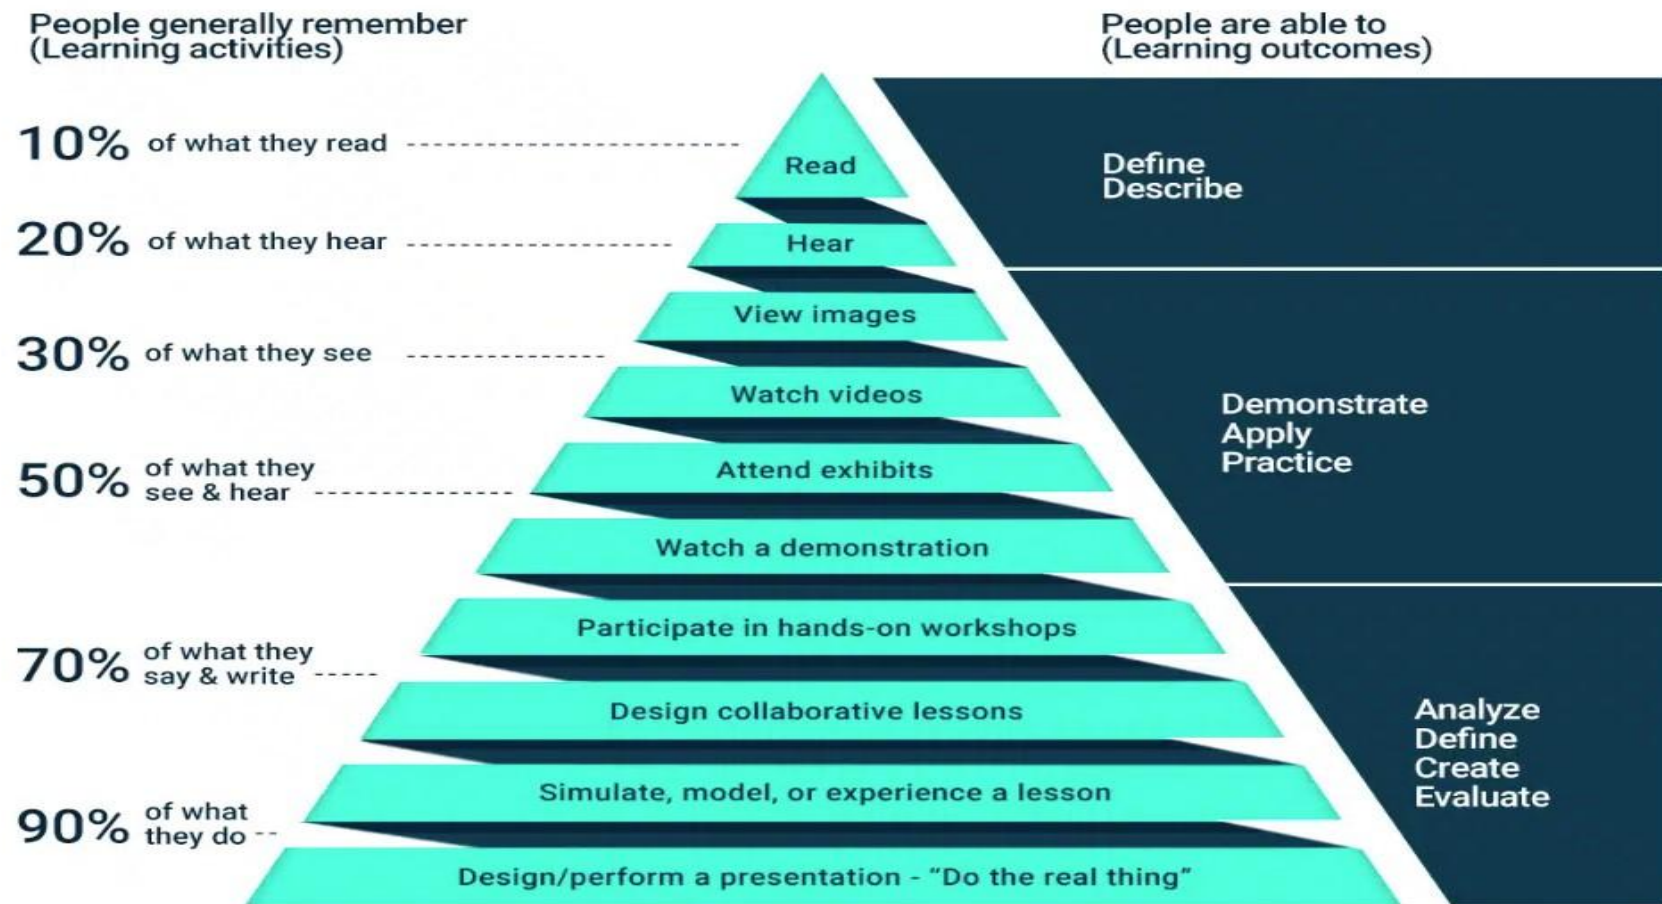 People generally remember
(Learning activities)
People are able to
(Learning outcomes)
10% of what they read
Read
Define
Describe
20% of what they hear
Hear
View images
30% of what they see
Watch videos
Demonstrate
Apply
Practice
50% of what they
see & hear
Attend exhibits
Watch a demonstration
Participate in hands-on workshops
70% of what they
say & write
Design collaborative lessons
Analyze
Define
Create
Evaluate
Simulate, model, or experience a lesson
90% of what
they do
Design/perform a presentation - “Do the real thing”